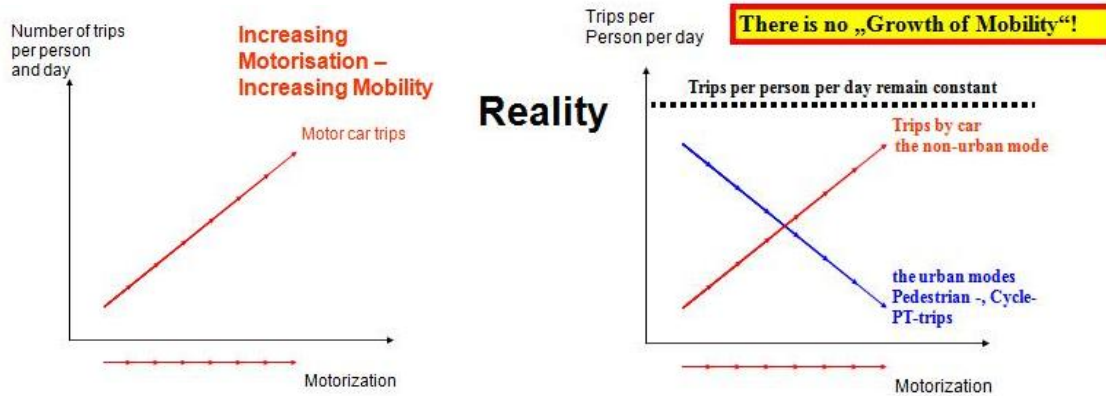 Number of trips
per person
and day
Increasing
Motorisation –
Increasing Mobility
Motor car trips
Motorization
Reality
Trips per
Person per day
There is no „Growth of Mobility“!
Trips per person per day remain constant
Trips by car
the non-urban mode
the urban modes
Pedestrian -, Cycle-
PT-trips
Motorization